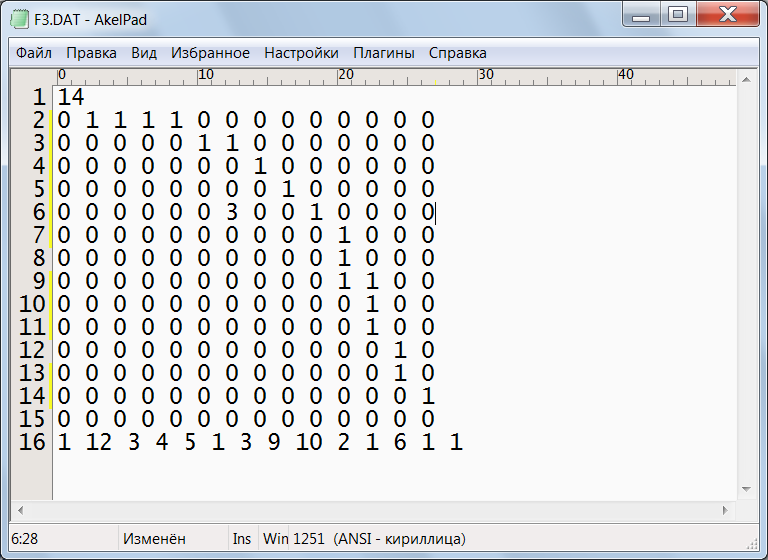 F3.DAT - AkelPad
Файл Правка Вид Избранное Настройки Плагины Справка
0 10 20 30 40
1 14
2 0 1 1 1 1 0 0 0 0 0 0 0 0 0
3 0 0 0 0 0 1 1 0 0 0 0 0 0 0
4 0 0 0 0 0 0 0 1 0 0 0 0 0 0
5 0 0 0 0 0 0 0 0 1 0 0 0 0 0
6 0 0 0 0 0 0 3 0 0 1 0 0 0 0
7 0 0 0 0 0 0 0 0 0 0 1 0 0 0
8 0 0 0 0 0 0 0 0 0 0 1 0 0 0
9 0 0 0 0 0 0 0 0 0 0 1 1 0 0
10 0 0 0 0 0 0 0 0 0 0 0 1 0 0
11 0 0 0 0 0 0 0 0 0 0 0 1 0 0
12 0 0 0 0 0 0 0 0 0 0 0 0 1 0
13 0 0 0 0 0 0 0 0 0 0 0 0 1 0
14 0 0 0 0 0 0 0 0 0 0 0 0 0 1
15 0 0 0 0 0 0 0 0 0 0 0 0 0 0
16 1 12 3 4 5 1 3 9 10 2 1 6 1 1
6:28 Изменён Ins Win 1251 (ANSI - кириллица)